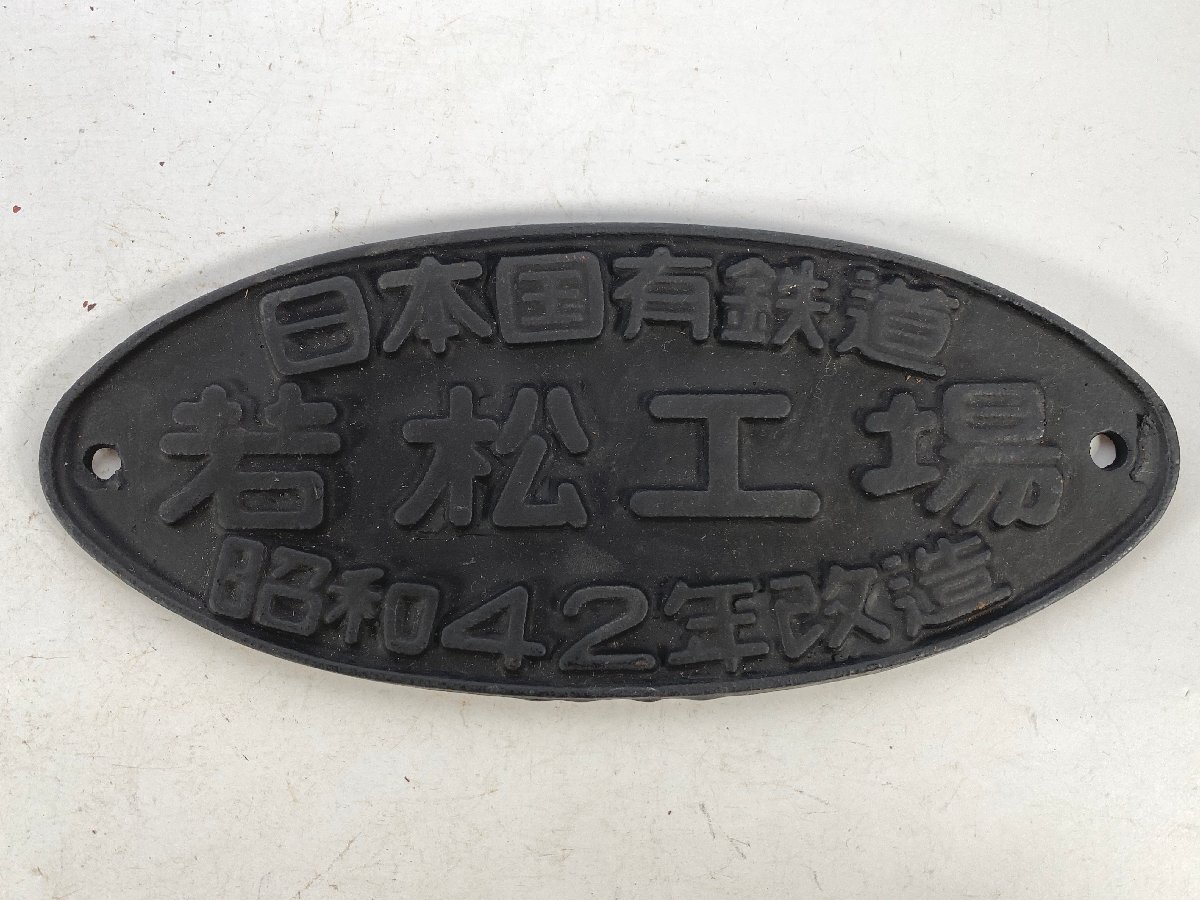 日本国有鉄道
若松工場
昭和42年改造